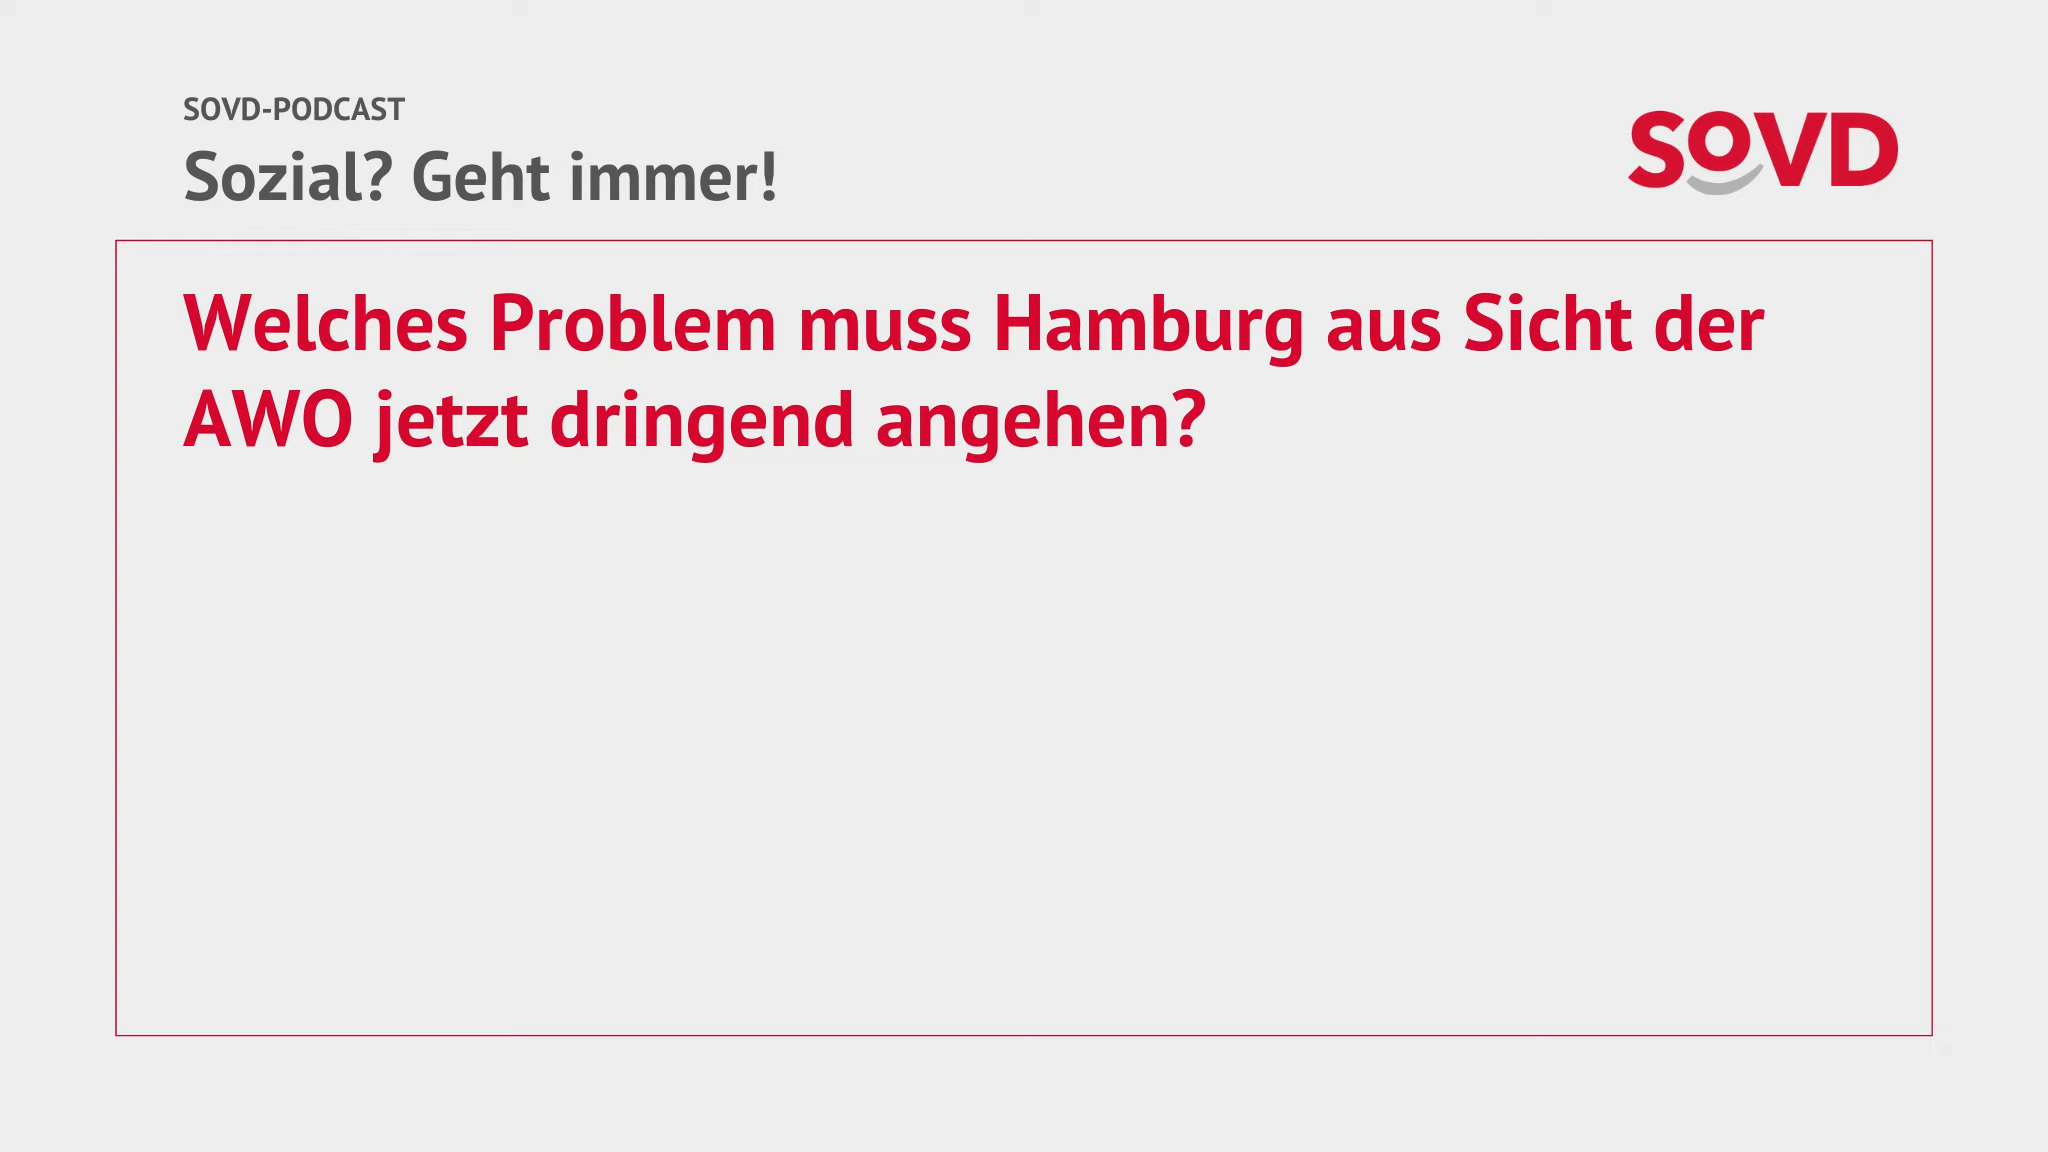 SOVD-PODCAST
Sozial? Geht immer!
SoVD
Welches Problem muss Hamburg aus Sicht der
AWO jetzt dringend angehen?